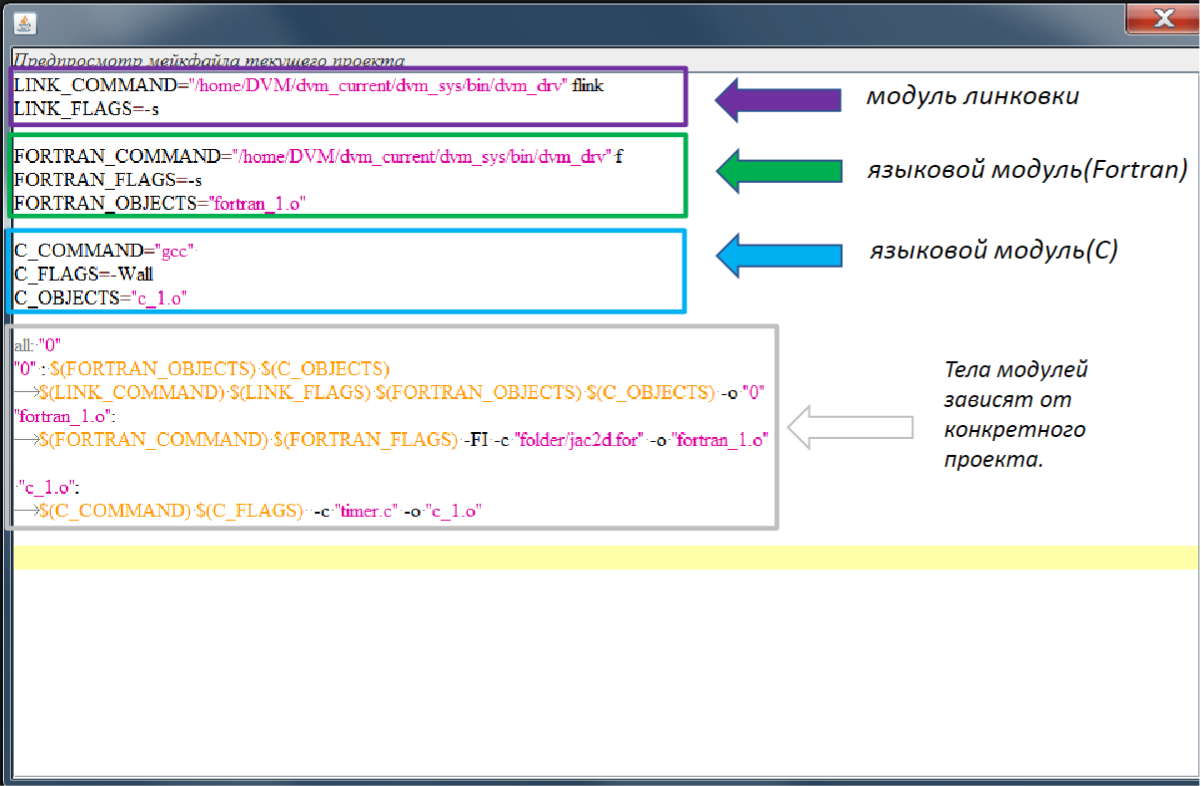 Предпросмотр мейкфайла текущего проекта
LINK_COMMAND="/home/DVM/dvm_current/dvm_sys/bin/dvm_drv" flink
LINK_FLAGS=-s
модуль линковки
FORTRAN_COMMAND="/home/DVM/dvm_current/dvm_sys/bin/dvm_drv" f
FORTRAN_FLAGS=-s
FORTRAN_OBJECTS="fortran_1.o"
языковой модуль(Fortran)
C_COMMAND="gcc"
C_FLAGS=-Wall
C_OBJECTS="c_1.o"
языковой модуль(C)
all: "0"
"0" : $(FORTRAN_OBJECTS) $(C_OBJECTS)
$(LINK_COMMAND) $(LINK_FLAGS) $(FORTRAN_OBJECTS) $(C_OBJECTS) -o "0"
"fortran_1.o":
$(FORTRAN_COMMAND) $(FORTRAN_FLAGS) -FI -c "folder/jac2d.for" -o "fortran_1.o"
"c_1.o":
$(C_COMMAND) $(C_FLAGS) -c "timer.c" -o "c_1.o"
Тела модулей
зависят от
конкретного
проекта.